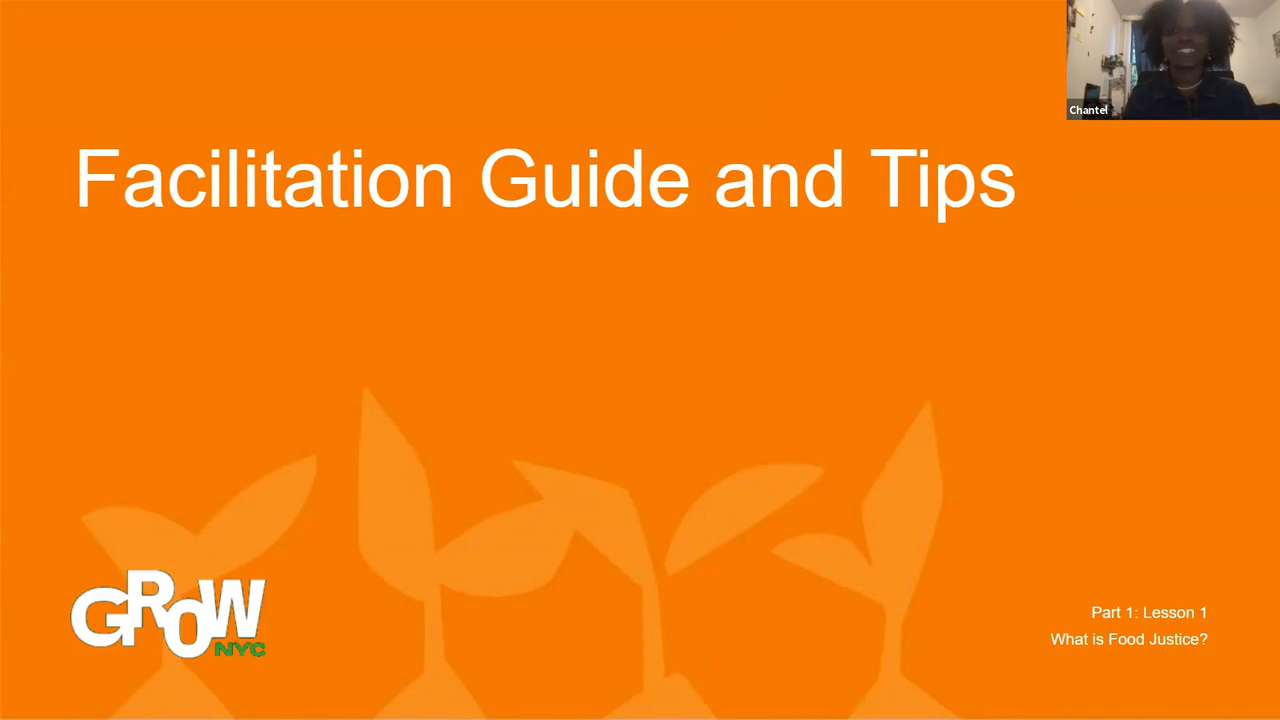 Chantel
Facilitation Guide and Tips
GROW
NYC
Part 1: Lesson 1
What is Food Justice?